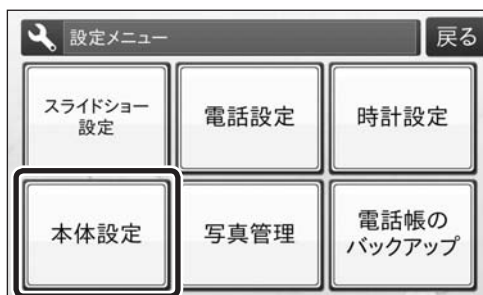 設定メニュー
戻る
スライドショー
設定
電話設定
時計設定
本体設定
写真管理
電話帳の
バックアップ